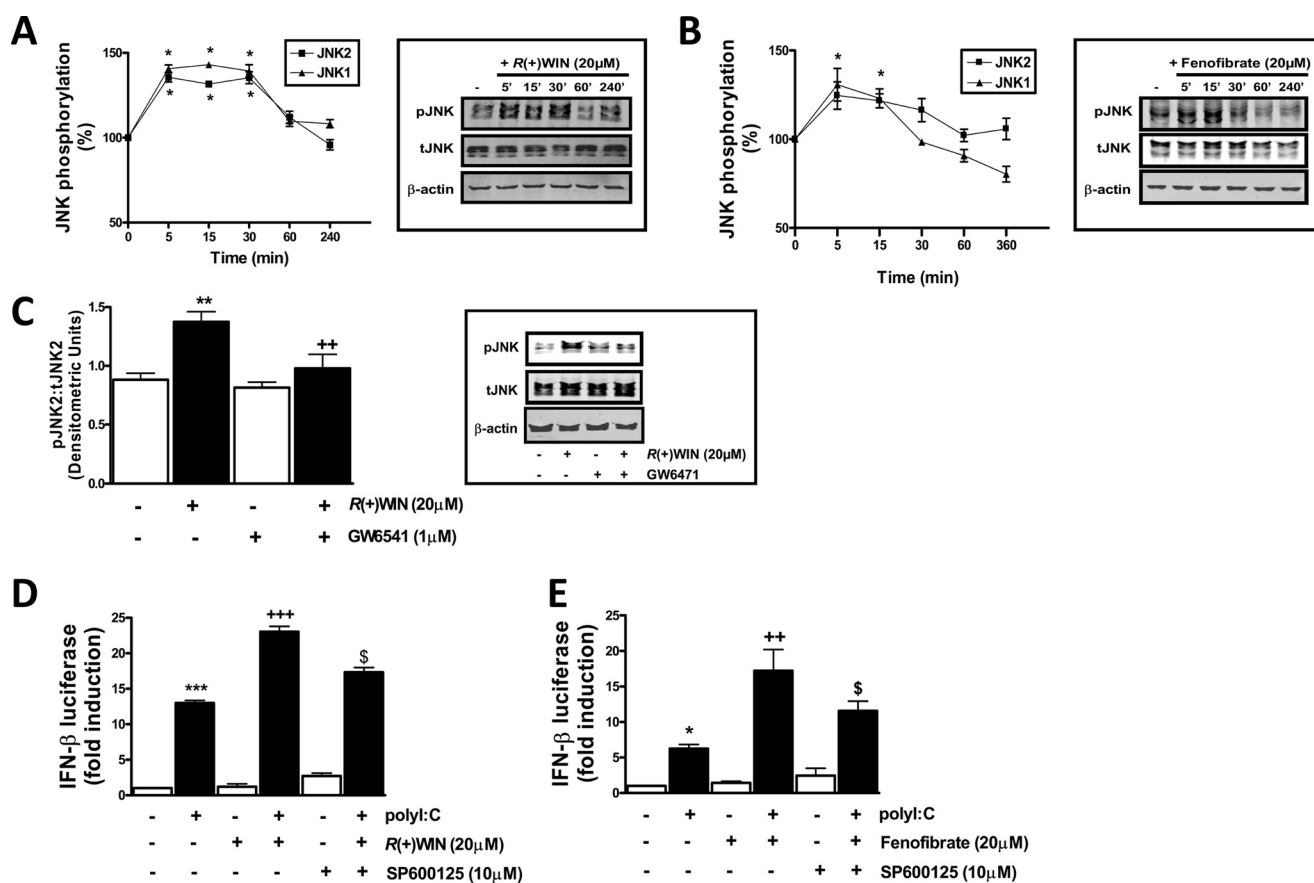 A
150
100
50
JNK phosphorylation
(%)
* * *
* * *
JNK2
JNK1
0 5 15 30 60 240
Time (min)
+ R(+)WIN (20µM)
- 5' 15' 30' 60' 240'
pJNK
tJNK
β-actin
B
150
100
50
JNK phosphorylation
(%)
* *
JNK2
JNK1
0 5 15 30 60 360
Time (min)
+ Fenofibrate (20µM)
- 5' 15' 30' 60' 240'
pJNK
tJNK
β-actin
C
1.5
1.0
0.5
0.0
pJNK2:tJNK2
(Densitometric Units)
** ++
- + - + R(+)WIN (20µM)
- - + + GW6541 (1µM)
pJNK
tJNK
β-actin
- + - + R(+)WIN (20µM)
- - + + GW6471
D
25
20
15
10
5
0
IFN-β luciferase
(fold induction)
*** +++ $
- + - + - + polyI:C
- - + + - + R(+)WIN (20µM)
- - - - + + SP600125 (10µM)
E
25
20
15
10
5
0
IFN-β luciferase
(fold induction)
* ++ $
- + - + - + polyI:C
- - + + - + Fenofibrate (20µM)
- - - - + + SP600125 (10µM)